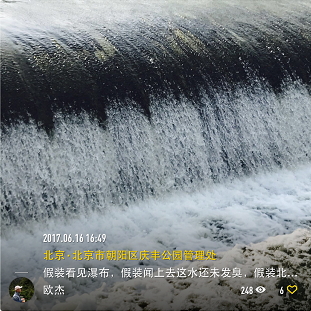 2017.06.16 16:49
北京·北京市朝阳区庆丰公园管理处
假装看见瀑布，假装闻上去这水还未发臭，假装北...
欧杰
248 6